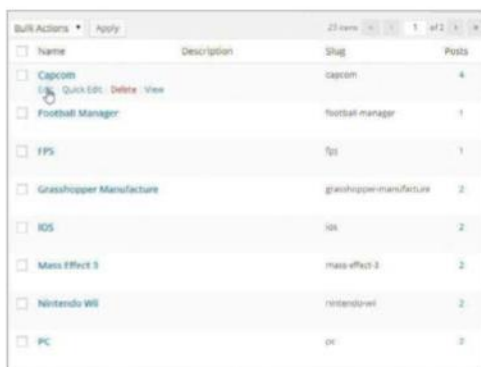 Bulk Actions Apply 23 items 1 of 2
Name Description Slug Posts
Capcom capcom 4
Edit Quick Edit Delete View
Football Manager football-manager 1
FPS fps 1
Grasshopper Manufacture grasshopper-manufacture 2
IOS ios 2
Mass Effect 3 mass-effect-3 2
Nintendo Wii nintendo-wii 2
PC pc 2